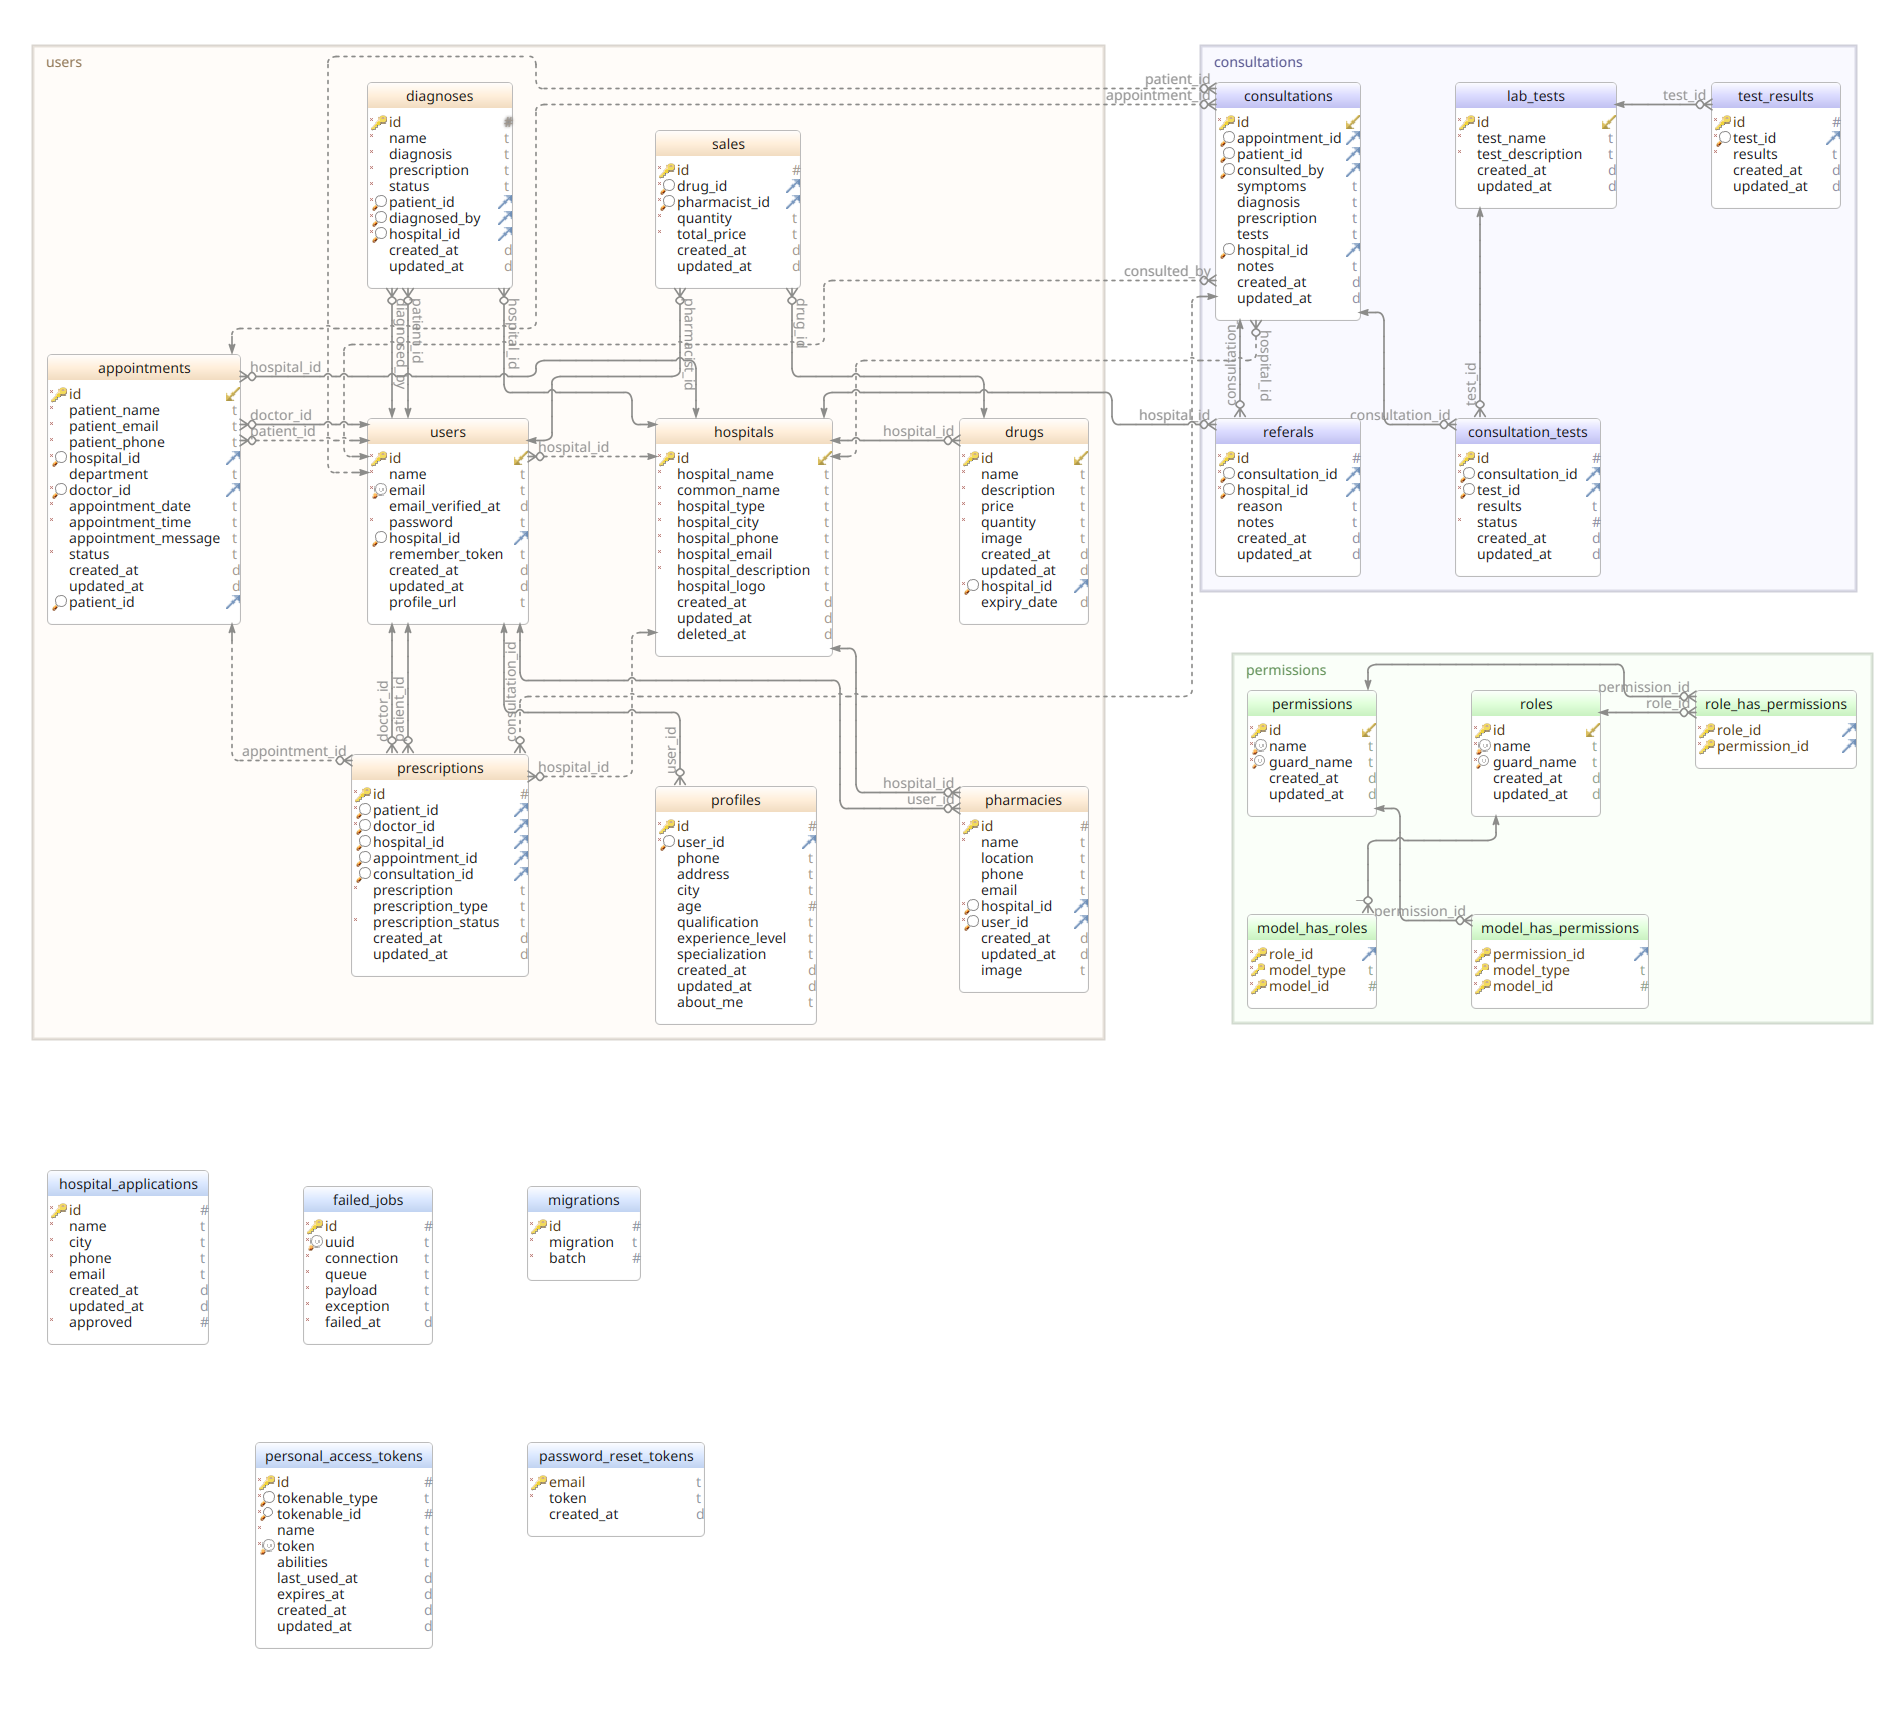 users
diagnoses
id #
name t
diagnosis t
prescription t
status t
patient_id
diagnosed_by
hospital_id
created_at d
updated_at d
diagnosed_by
patient_id
hospital_id
sales
id #
drug_id
pharmacist_id
quantity t
total_price t
created_at d
updated_at d
pharmacist_id
drug_id
appointments
id
patient_name t
patient_email t
patient_phone t
hospital_id
department t
doctor_id
appointment_date t
appointment_time t
appointment_message t
status t
created_at d
updated_at d
patient_id
hospital_id
doctor_id
patient_id
users
id
name t
email t
email_verified_at d
password t
hospital_id
remember_token t
created_at d
updated_at d
profile_url t
hospital_id
hospitals
id
hospital_name t
common_name t
hospital_type t
hospital_city t
hospital_phone t
hospital_email t
hospital_description t
hospital_logo t
created_at d
updated_at d
deleted_at d
hospital_id
drugs
id
name t
description t
price t
quantity t
image t
created_at d
updated_at d
hospital_id
expiry_date d
doctor_id
patient_id
consultation_id
appointment_id
hospital_id
prescriptions
id #
patient_id
doctor_id
hospital_id
appointment_id
consultation_id
prescription t
prescription_type t
prescription_status t
created_at d
updated_at d
user_id
profiles
id #
user_id
phone t
address t
city t
age #
qualification t
experience_level t
specialization t
created_at d
updated_at d
about_me t
hospital_id
user_id
pharmacies
id #
name t
location t
phone t
email t
hospital_id
user_id
created_at d
updated_at d
image t
consultations
patient_id
appointment_id
consulted_by
consultations
id
appointment_id
patient_id
consulted_by
symptoms t
diagnosis t
prescription t
tests t
hospital_id
notes t
created_at d
updated_at d
lab_tests
id
test_name t
test_description t
created_at d
updated_at d
test_id
test_results
id #
test_id
results t
created_at d
updated_at d
consultation
hospital_id
test_id
hospital_id
consultation_id
referals
id #
consultation_id
hospital_id
reason t
notes t
created_at d
updated_at d
consultation_tests
id #
consultation_id
test_id
results t
status #
created_at d
updated_at d
permissions
permissions
id
name t
guard_name t
created_at d
updated_at d
roles
id
name t
guard_name t
created_at d
updated_at d
permission_id
role_id
role_has_permissions
role_id
permission_id
permission_id
model_has_roles
role_id
model_type t
model_id #
model_has_permissions
permission_id
model_type t
model_id #
hospital_applications
id #
name t
city t
phone t
email t
created_at d
updated_at d
approved #
failed_jobs
id #
uuid t
connection t
queue t
payload t
exception t
failed_at d
migrations
id #
migration t
batch #
personal_access_tokens
id #
tokenable_type t
tokenable_id #
name t
token t
abilities t
last_used_at d
expires_at d
created_at d
updated_at d
password_reset_tokens
email t
token t
created_at d